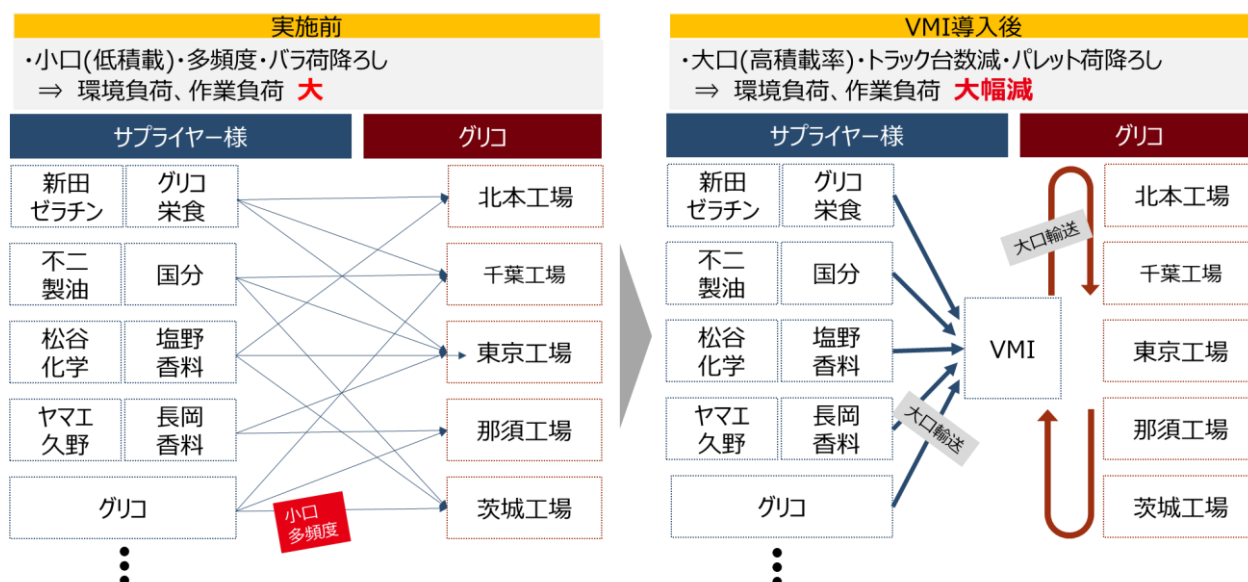 実施前
・小口(低積載)・多頻度・バラ荷降ろし
⇒ 環境負荷、作業負荷 大
サプライヤー様
グリコ
新田
ゼラチン
グリコ
栄食
北本工場
不二
製油
国分
千葉工場
松谷
化学
塩野
香料
東京工場
ヤマエ
久野
長岡
香料
那須工場
グリコ
小口
多頻度
茨城工場
VMI導入後
・大口(高積載率)・トラック台数減・パレット荷降ろし
⇒ 環境負荷、作業負荷 大幅減
サプライヤー様
グリコ
新田
ゼラチン
グリコ
栄食
大口輸送
北本工場
不二
製油
国分
千葉工場
松谷
化学
塩野
香料
VMI
東京工場
ヤマエ
久野
長岡
香料
大口輸送
那須工場
グリコ
茨城工場